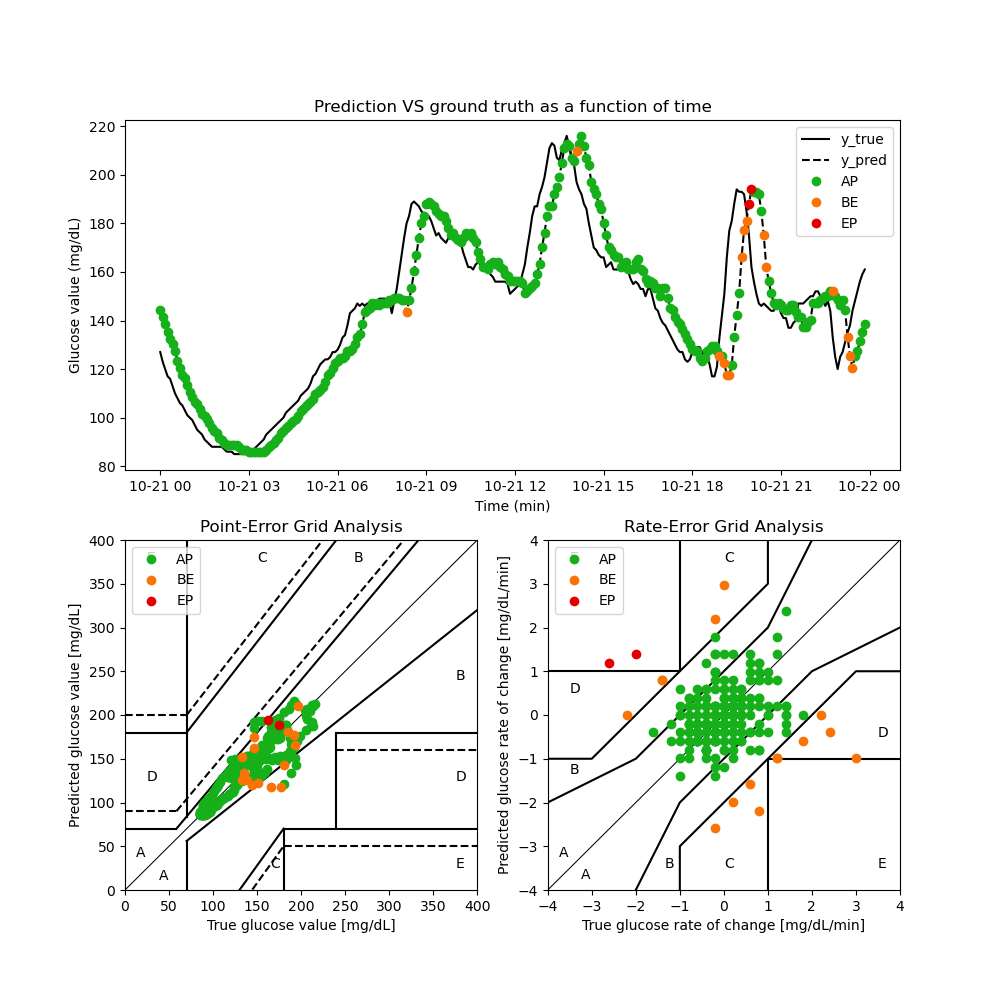 Prediction VS ground truth as a function of time
Glucose value (mg/dL)
220
200
180
160
140
120
100
80
y_true
y_pred
AP
BE
EP
10-21 00 10-21 03 10-21 06 10-21 09 10-21 12 10-21 15 10-21 18 10-21 21 10-22 00
Time (min)
Point-Error Grid Analysis
Predicted glucose value [mg/dL]
400
350
300
250
200
150
100
50
0
AP
BE
EP
C
B
B
D
D
A
A
C
E
0 50 100 150 200 250 300 350 400
True glucose value [mg/dL]
Rate-Error Grid Analysis
Predicted glucose rate of change [mg/dL/min]
4
3
2
1
0
−1
−2
−3
−4
AP
BE
EP
C
D
D
B
A
A
B
C
E
−4 −3 −2 −1 0 1 2 3 4
True glucose rate of change [mg/dL/min]